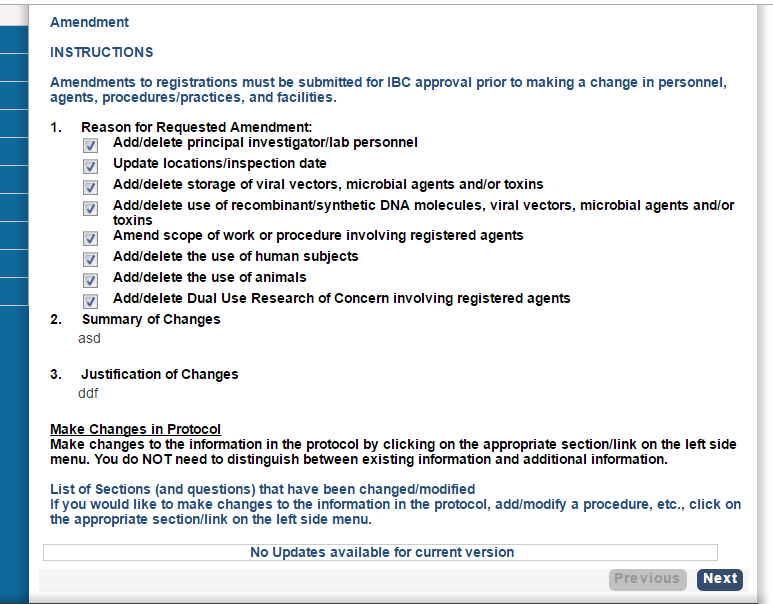 Amendment
INSTRUCTIONS
Amendments to registrations must be submitted for IBC approval prior to making a change in personnel,
agents, procedures/practices, and facilities.
1. Reason for Requested Amendment:
Add/delete principal investigator/lab personnel
Update locations/inspection date
Add/delete storage of viral vectors, microbial agents and/or toxins
Add/delete use of recombinant/synthetic DNA molecules, viral vectors, microbial agents and/or
toxins
Amend scope of work or procedure involving registered agents
Add/delete the use of human subjects
Add/delete the use of animals
Add/delete Dual Use Research of Concern involving registered agents
2. Summary of Changes
asd
3. Justification of Changes
ddf
Make Changes in Protocol
Make changes to the information in the protocol by clicking on the appropriate section/link on the left side
menu. You do NOT need to distinguish between existing information and additional information.
List of Sections (and questions) that have been changed/modified
If you would like to make changes to the information in the protocol, add/modify a procedure, etc., click on
the appropriate section/link on the left side menu.
No Updates available for current version
Previous Next